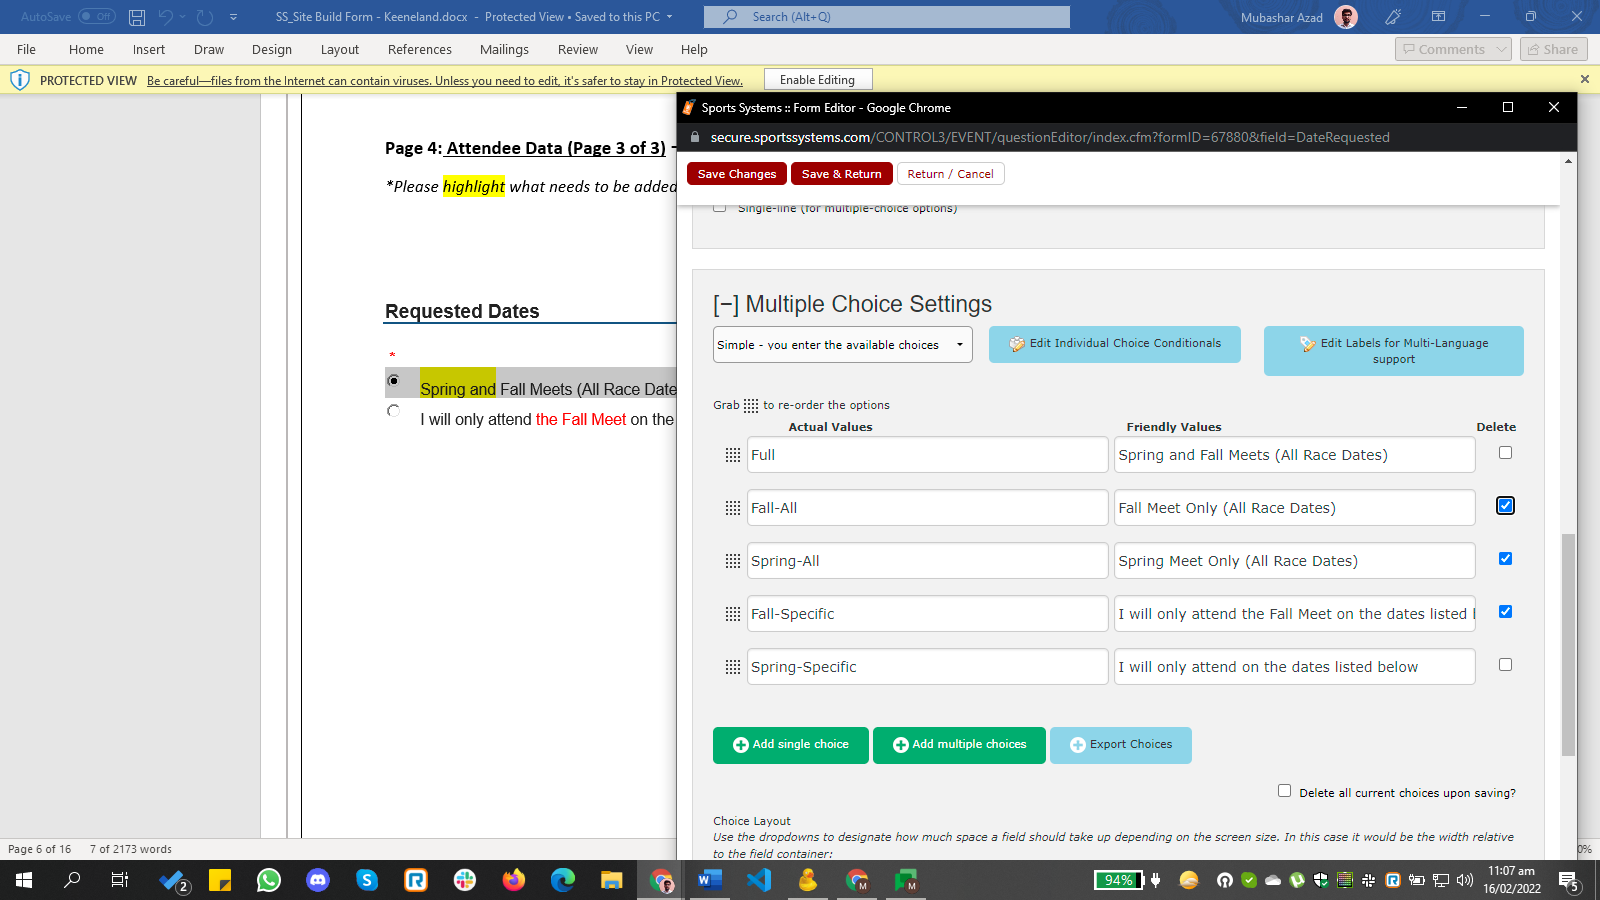 AutoSave Off SS_Site Build Form - Keeneland.docx - Protected View • Saved to this PC Search (Alt+Q) Mubashar Azad
File Home Insert Draw Design Layout References Mailings Review View Help Comments Share
PROTECTED VIEW Be careful—files from the Internet can contain viruses. Unless you need to edit, it's safer to stay in Protected View. Enable Editing
Page 4: Attendee Data (Page 3 of 3) -
*Please highlight what needs to be added
Requested Dates
*
Spring and Fall Meets (All Race Date
I will only attend the Fall Meet on the
Sports Systems :: Form Editor - Google Chrome
secure.sportssystems.com/CONTROL3/EVENT/questionEditor/index.cfm?formID=67880&field=DateRequested
Save Changes Save & Return Return / Cancel
Single-line (for multiple-choice options)
[−] Multiple Choice Settings
Simple - you enter the available choices Edit Individual Choice Conditionals Edit Labels for Multi-Language
support
Grab to re-order the options
Actual Values Friendly Values Delete
Full Spring and Fall Meets (All Race Dates)
Fall-All Fall Meet Only (All Race Dates)
Spring-All Spring Meet Only (All Race Dates)
Fall-Specific I will only attend the Fall Meet on the dates listed
Spring-Specific I will only attend on the dates listed below
Add single choice Add multiple choices Export Choices
Delete all current choices upon saving?
Choice Layout
Use the dropdowns to designate how much space a field should take up depending on the screen size. In this case it would be the width relative
to the field container:
Page 6 of 16 7 of 2173 words 0%
2 94% 11:07 am
16/02/2022 5